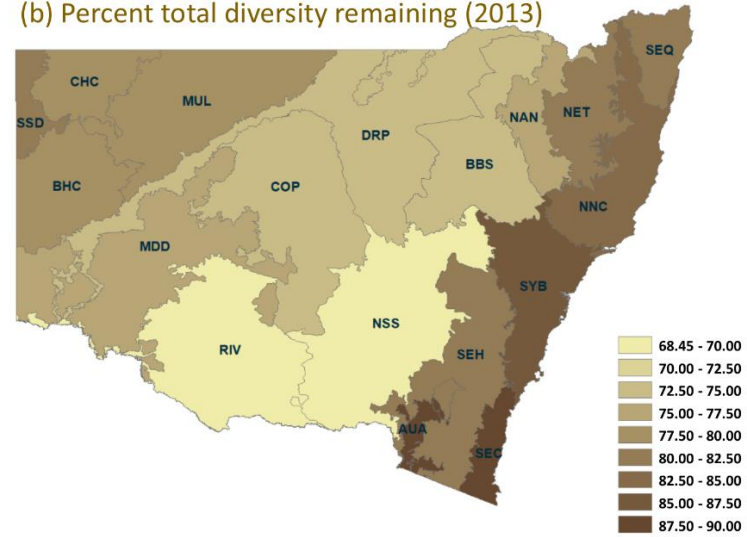 (b) Percent total diversity remaining (2013)
SEQ
CHC
MUL
SSD
NAN
NET
DRP
BBS
BHC
COP
NNC
MDD
SYB
NSS
RIV
SEH
AUA
SEC
68.45 - 70.00
70.00 - 72.50
72.50 - 75.00
75.00 - 77.50
77.50 - 80.00
80.00 - 82.50
82.50 - 85.00
85.00 - 87.50
87.50 - 90.00